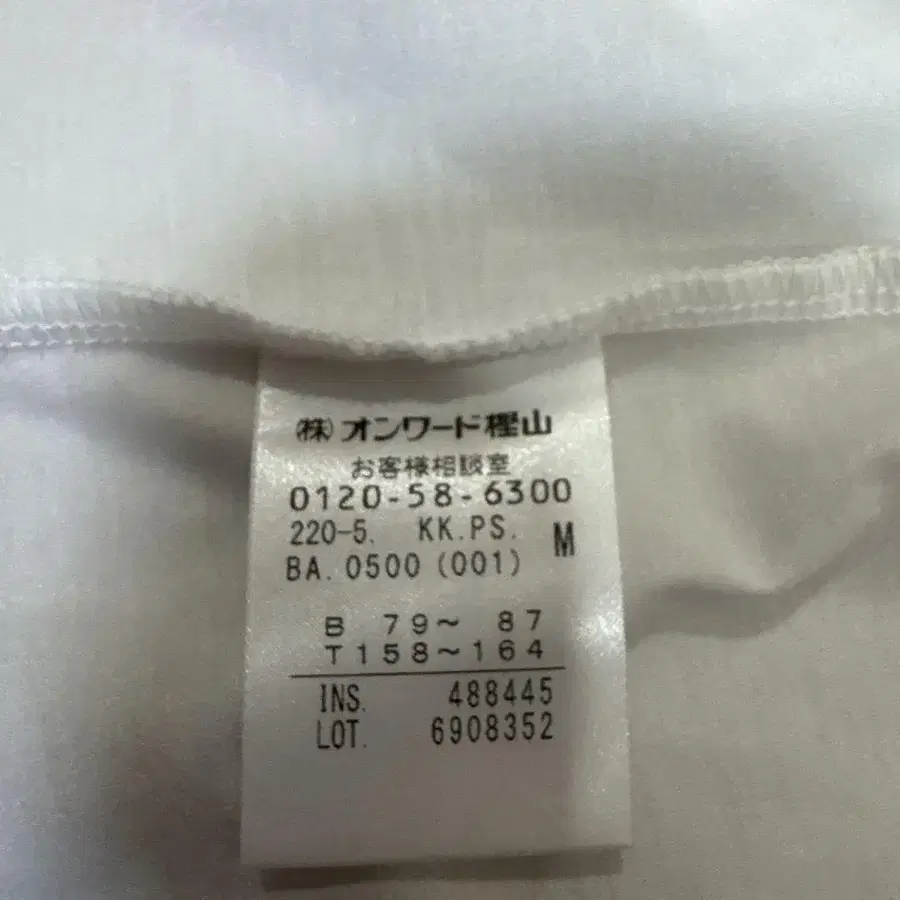 ㈱オンワード樫山
お客様相談室
0120-58-6300
220-5. KK.PS. M
BA.0500(001)
B 79〜 87
T158〜164
INS. 488445
LOT. 6908352